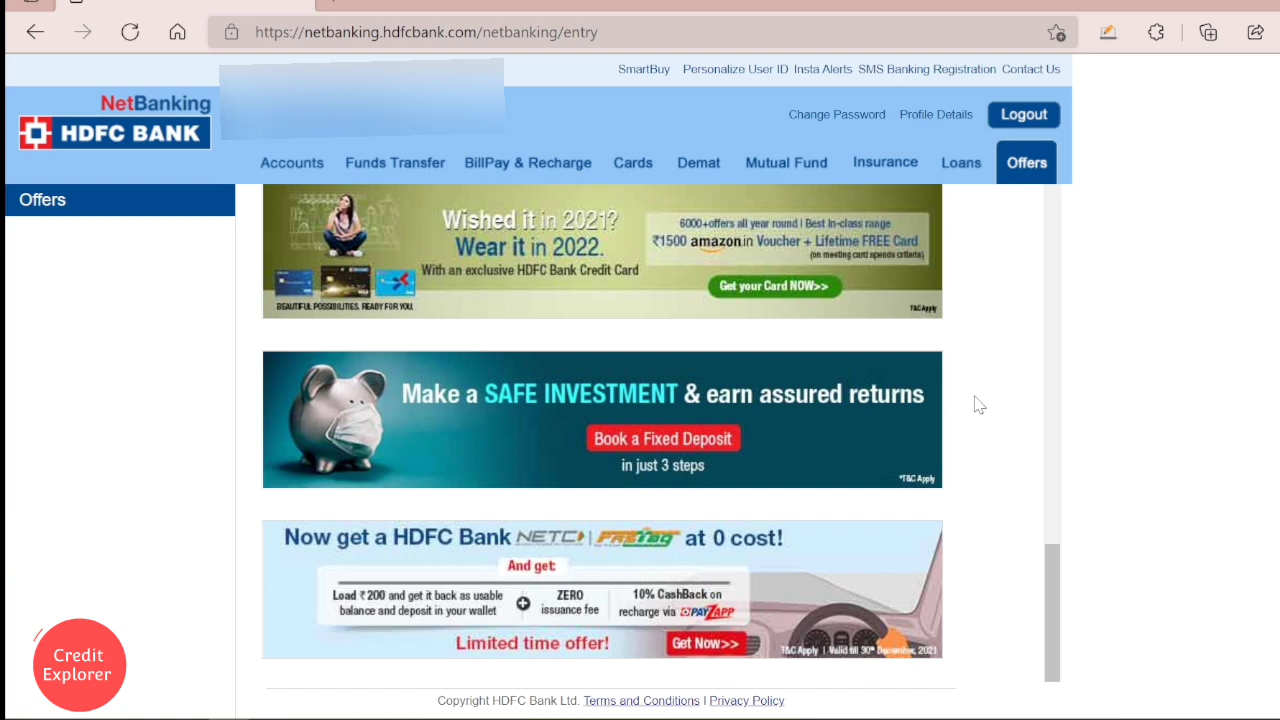 https://netbanking.hdfcbank.com/netbanking/entry
SmartBuy Personalize User ID Insta Alerts SMS Banking Registration Contact Us
NetBanking
HDFC BANK
Change Password Profile Details Logout
Accounts Funds Transfer BillPay & Recharge Cards Demat Mutual Fund Insurance Loans Offers
Offers
Wished it in 2021?
Wear it in 2022.
With an exclusive HDFC Bank Credit Card
BEAUTIFUL POSSIBILITIES. READY FOR YOU.
6000+offers all year round | Best In-class range
₹1500 amazon.in Voucher + Lifetime FREE Card
(on meeting card spends criteria)
Get your Card NOW>>
T&C Apply
Make a SAFE INVESTMENT & earn assured returns
Book a Fixed Deposit
in just 3 steps
*T&C Apply
Now get a HDFC Bank NETC | FASTag at 0 cost!
And get:
Load ₹200 and get it back as usable
balance and deposit in your wallet
ZERO
issuance fee
10% CashBack on
recharge via PAYZAPP
Limited time offer!
Get Now>>
T&C Apply | Valid till 30th December, 2021
Credit
Explorer
Copyright HDFC Bank Ltd. Terms and Conditions | Privacy Policy